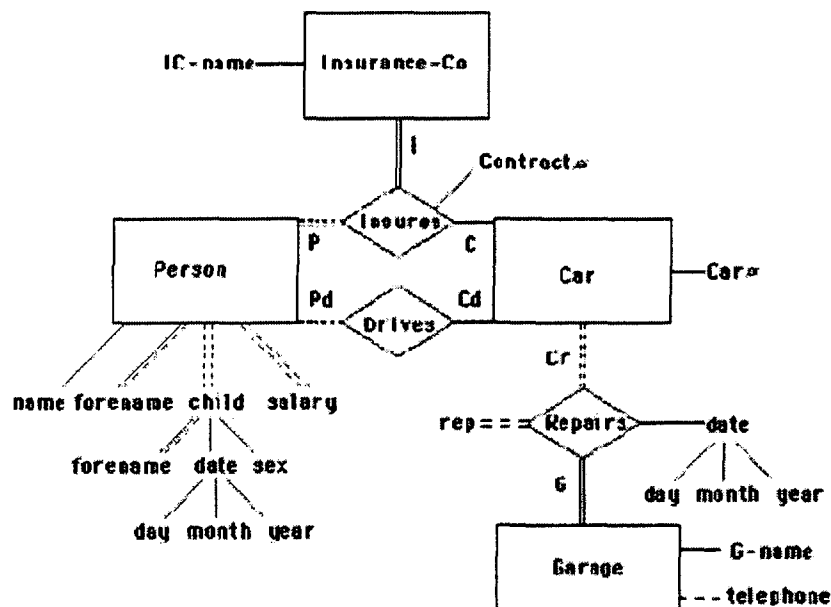 IC-name Insurance-Co
I
Contract#
Insures
P C
Person Car Car#
Pd Cd
Drives
Cr
name forename child salary
rep Repairs date
forename date sex
G day month year
day month year
G-name
Garage
telephone